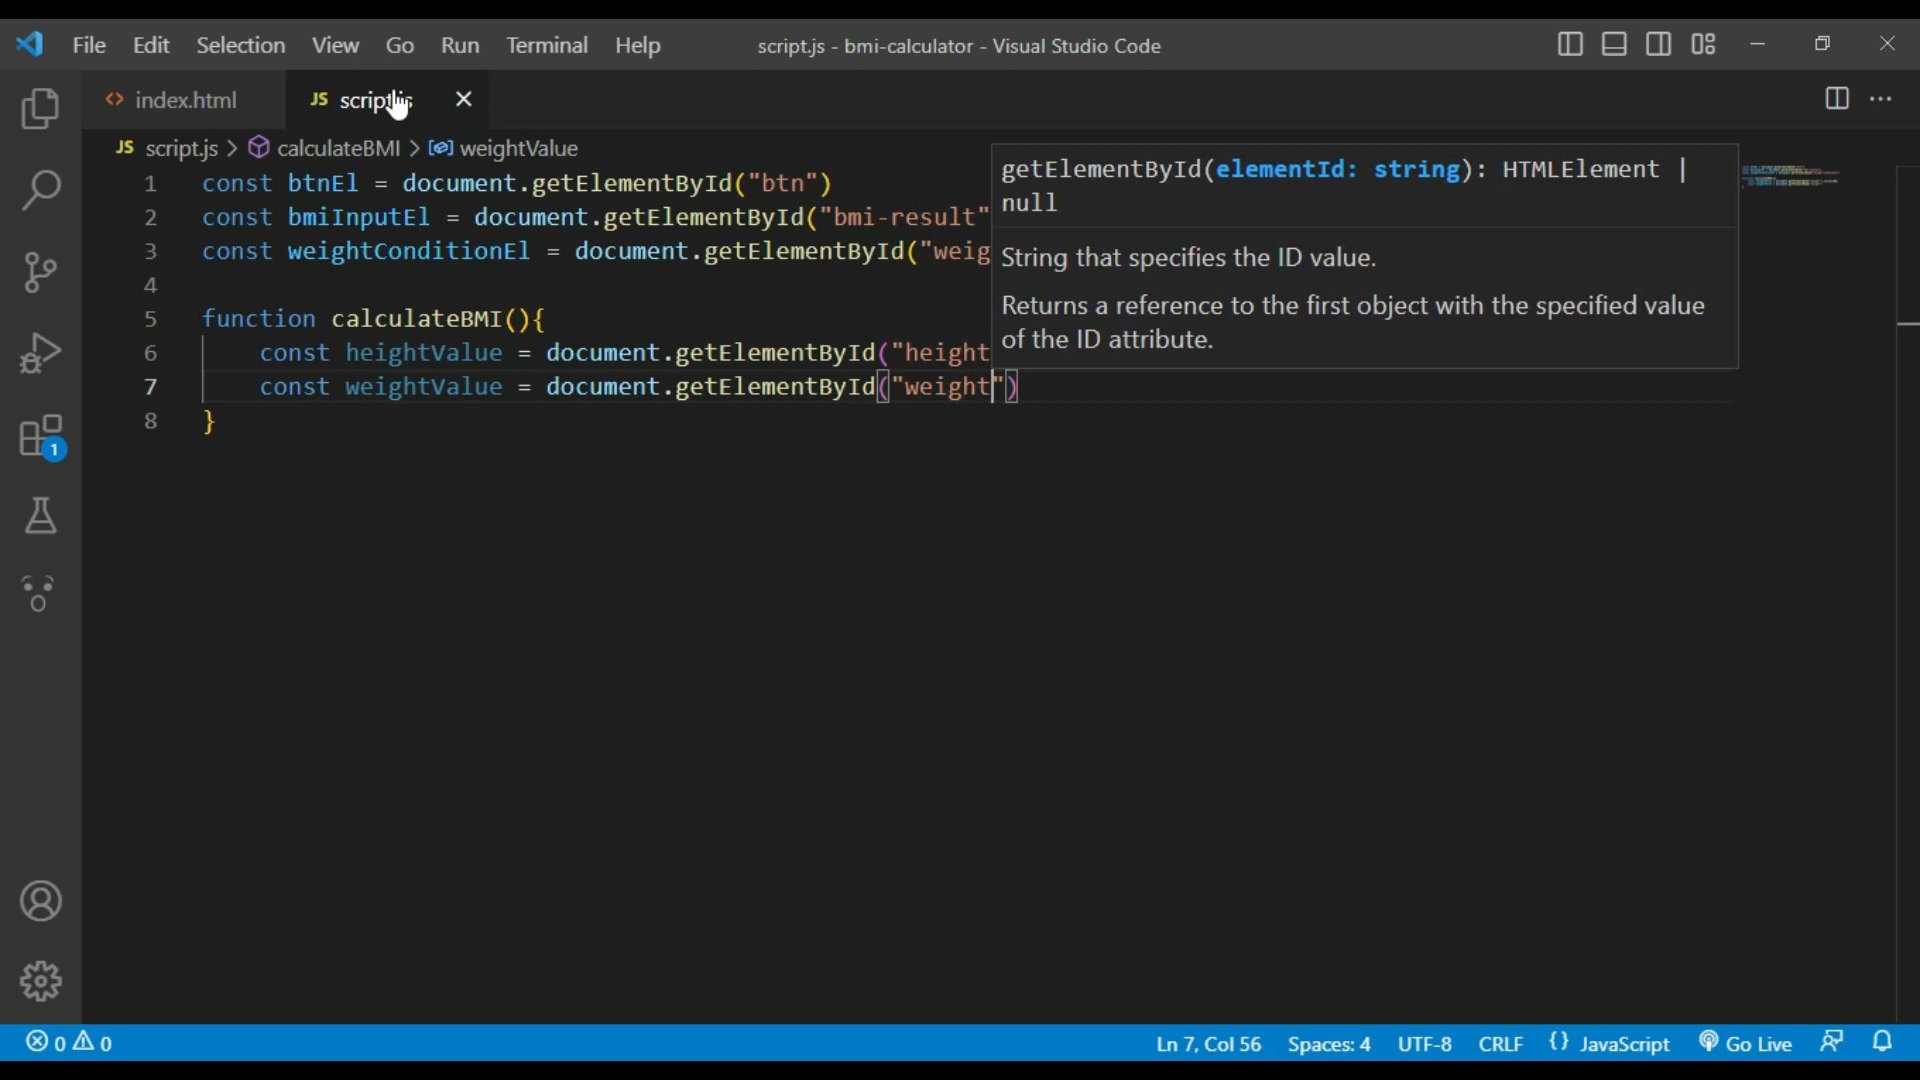 File Edit Selection View Go Run Terminal Help script.js - bmi-calculator - Visual Studio Code
index.html JS script.js
JS script.js > calculateBMI > weightValue
1 const btnEl = document.getElementById("btn")
2 const bmiInputEl = document.getElementById("bmi-result"
3 const weightConditionEl = document.getElementById("weig
4
5 function calculateBMI(){
6 const heightValue = document.getElementById("height
7 const weightValue = document.getElementById("weight")
8 }
getElementById(elementId: string): HTMLElement |
null
String that specifies the ID value.
Returns a reference to the first object with the specified value
of the ID attribute.
1
0 0 Ln 7, Col 56 Spaces: 4 UTF-8 CRLF {} JavaScript Go Live